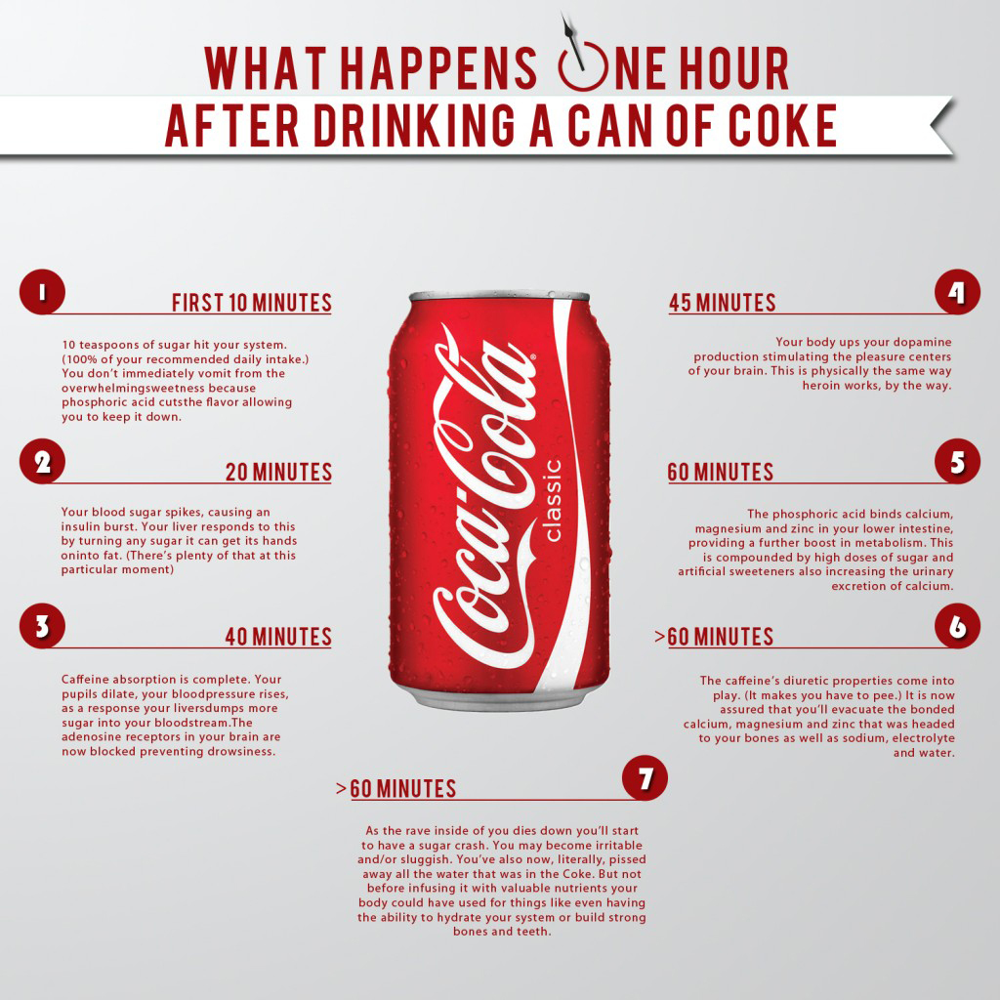 WHAT HAPPENS ONE HOUR
AFTER DRINKING A CAN OF COKE
1
FIRST 10 MINUTES
10 teaspoons of sugar hit your system.
(100% of your recommended daily intake.)
You don't immediately vomit from the
overwhelmingsweetness because
phosphoric acid cutsthe flavor allowing
you to keep it down.
2
20 MINUTES
Your blood sugar spikes, causing an
insulin burst. Your liver responds to this
by turning any sugar it can get its hands
oninto fat. (There's plenty of that at this
particular moment)
3
40 MINUTES
Caffeine absorption is complete. Your
pupils dilate, your bloodpressure rises,
as a response your liversdumps more
sugar into your bloodstream.The
adenosine receptors in your brain are
now blocked preventing drowsiness.
Coca-Cola®
classic
4
45 MINUTES
Your body ups your dopamine
production stimulating the pleasure centers
of your brain. This is physically the same way
heroin works, by the way.
5
60 MINUTES
The phosphoric acid binds calcium,
magnesium and zinc in your lower intestine,
providing a further boost in metabolism. This
is compounded by high doses of sugar and
artificial sweeteners also increasing the urinary
excretion of calcium.
6
>60 MINUTES
The caffeine's diuretic properties come into
play. (It makes you have to pee.) It is now
assured that you'll evacuate the bonded
calcium, magnesium and zinc that was headed
to your bones as well as sodium, electrolyte
and water.
7
>60 MINUTES
As the rave inside of you dies down you'll start
to have a sugar crash. You may become irritable
and/or sluggish. You've also now, literally, pissed
away all the water that was in the Coke. But not
before infusing it with valuable nutrients your
body could have used for things like even having
the ability to hydrate your system or build strong
bones and teeth.